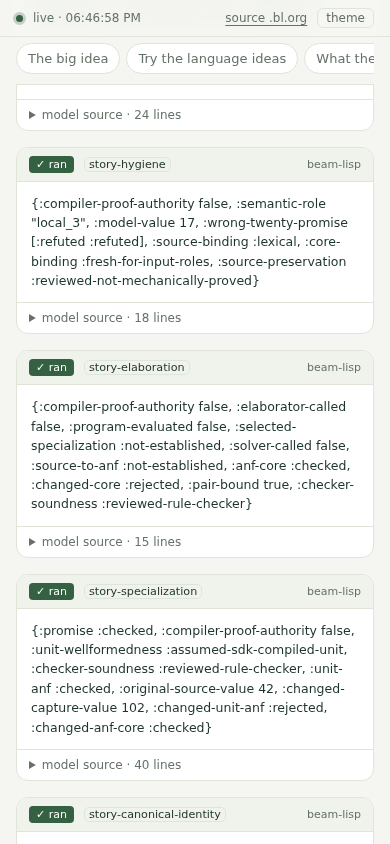 live · 06:46:58 PM
source .bl.org
theme
The big idea
Try the language ideas
What the
▶ model source · 24 lines
✓ ran
story-hygiene
beam-lisp
{:compiler-proof-authority false, :semantic-role
"local_3", :model-value 17, :wrong-twenty-promise
[:refuted :refuted], :source-binding :lexical, :core-
binding :fresh-for-input-roles, :source-preservation
:reviewed-not-mechanically-proved}
▶ model source · 18 lines
✓ ran
story-elaboration
beam-lisp
{:compiler-proof-authority false, :elaborator-called
false, :program-evaluated false, :selected-
specialization :not-established, :solver-called false,
:source-to-anf :not-established, :anf-core :checked,
:changed-core :rejected, :pair-bound true, :checker-
soundness :reviewed-rule-checker}
▶ model source · 15 lines
✓ ran
story-specialization
beam-lisp
{:promise :checked, :compiler-proof-authority false,
:unit-wellformedness :assumed-sdk-compiled-unit,
:checker-soundness :reviewed-rule-checker, :unit-
anf :checked, :original-source-value 42, :changed-
capture-value 102, :changed-unit-anf :rejected,
:changed-anf-core :checked}
▶ model source · 40 lines
✓ ran
story-canonical-identity
beam-lisp